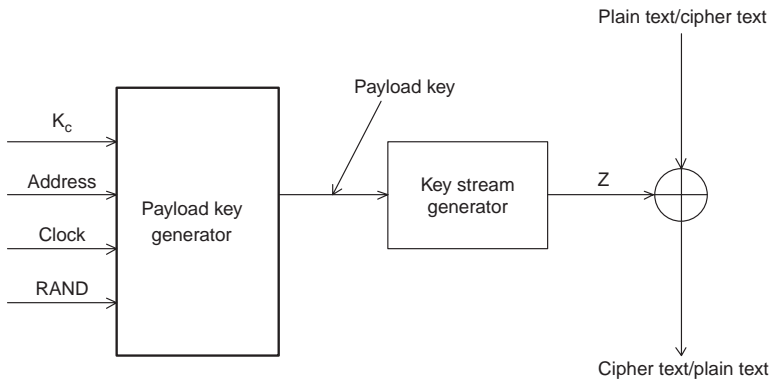 Plain text/cipher text
Payload key
K_c
Address
Clock
RAND
Payload key
generator
Key stream
generator
Z
Cipher text/plain text